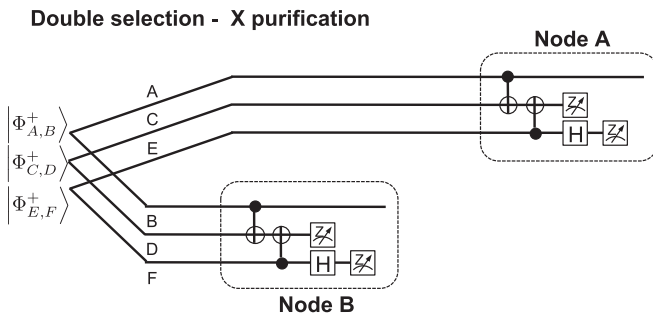 Double selection - X purification
Node A
A
C
E
|Φ⁺_{A,B}⟩
|Φ⁺_{C,D}⟩
|Φ⁺_{E,F}⟩
Z
H
Z
B
D
F
Z
H
Z
Node B